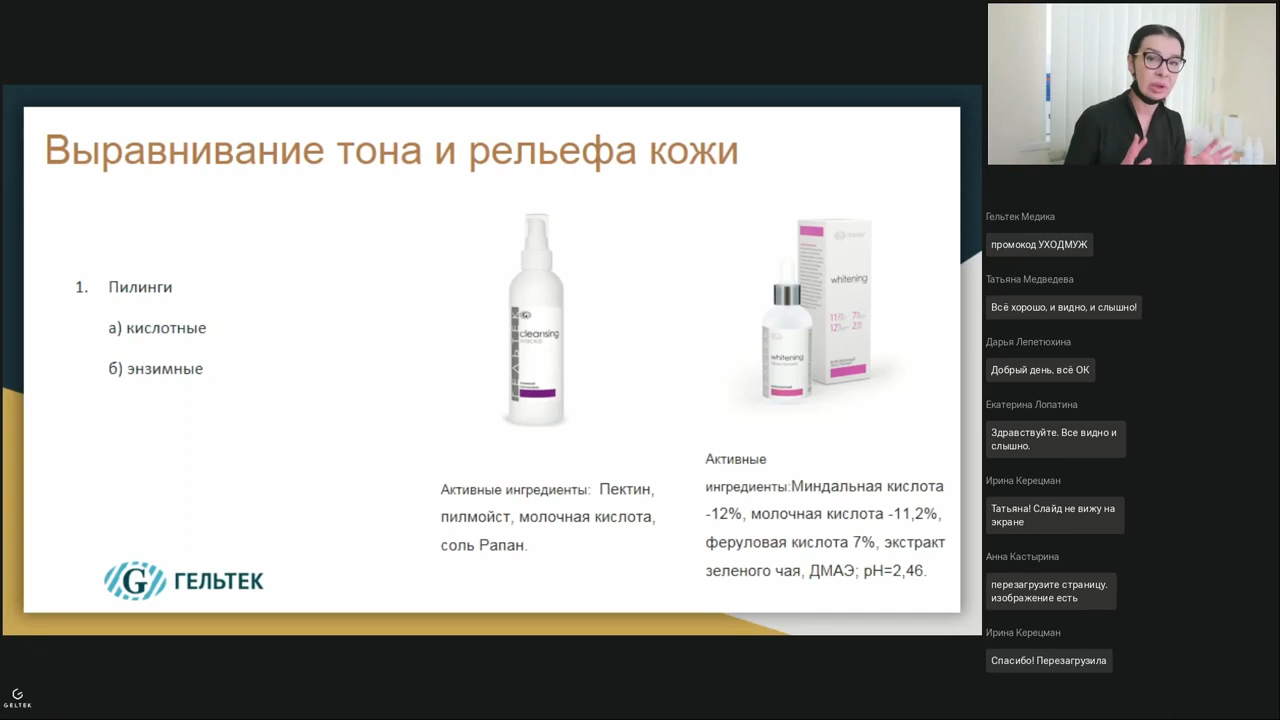 Выравнивание тона и рельефа кожи
1. Пилинги
а) кислотные
б) энзимные
ГЕЛЬТЕК
cleansing
маска
whitening
whitening
Активные ингредиенты: Пектин,
пилмойст, молочная кислота,
соль Рапан.
Активные
ингредиенты:Миндальная кислота
-12%, молочная кислота -11,2%,
феруловая кислота 7%, экстракт
зеленого чая, ДМАЭ; pH=2,46.
G ГЕЛЬТЕК
GELTEK
Гельтек Медика
промокод УХОДМУЖ
Татьяна Медведева
Всё хорошо, и видно, и слышно!
Дарья Лепетюхина
Добрый день, всё ОК
Екатерина Лопатина
Здравствуйте. Все видно и
слышно.
Ирина Керецман
Татьяна! Слайд не вижу на
экране
Анна Кастырина
перезагрузите страницу.
изображение есть
Ирина Керецман
Спасибо! Перезагрузила